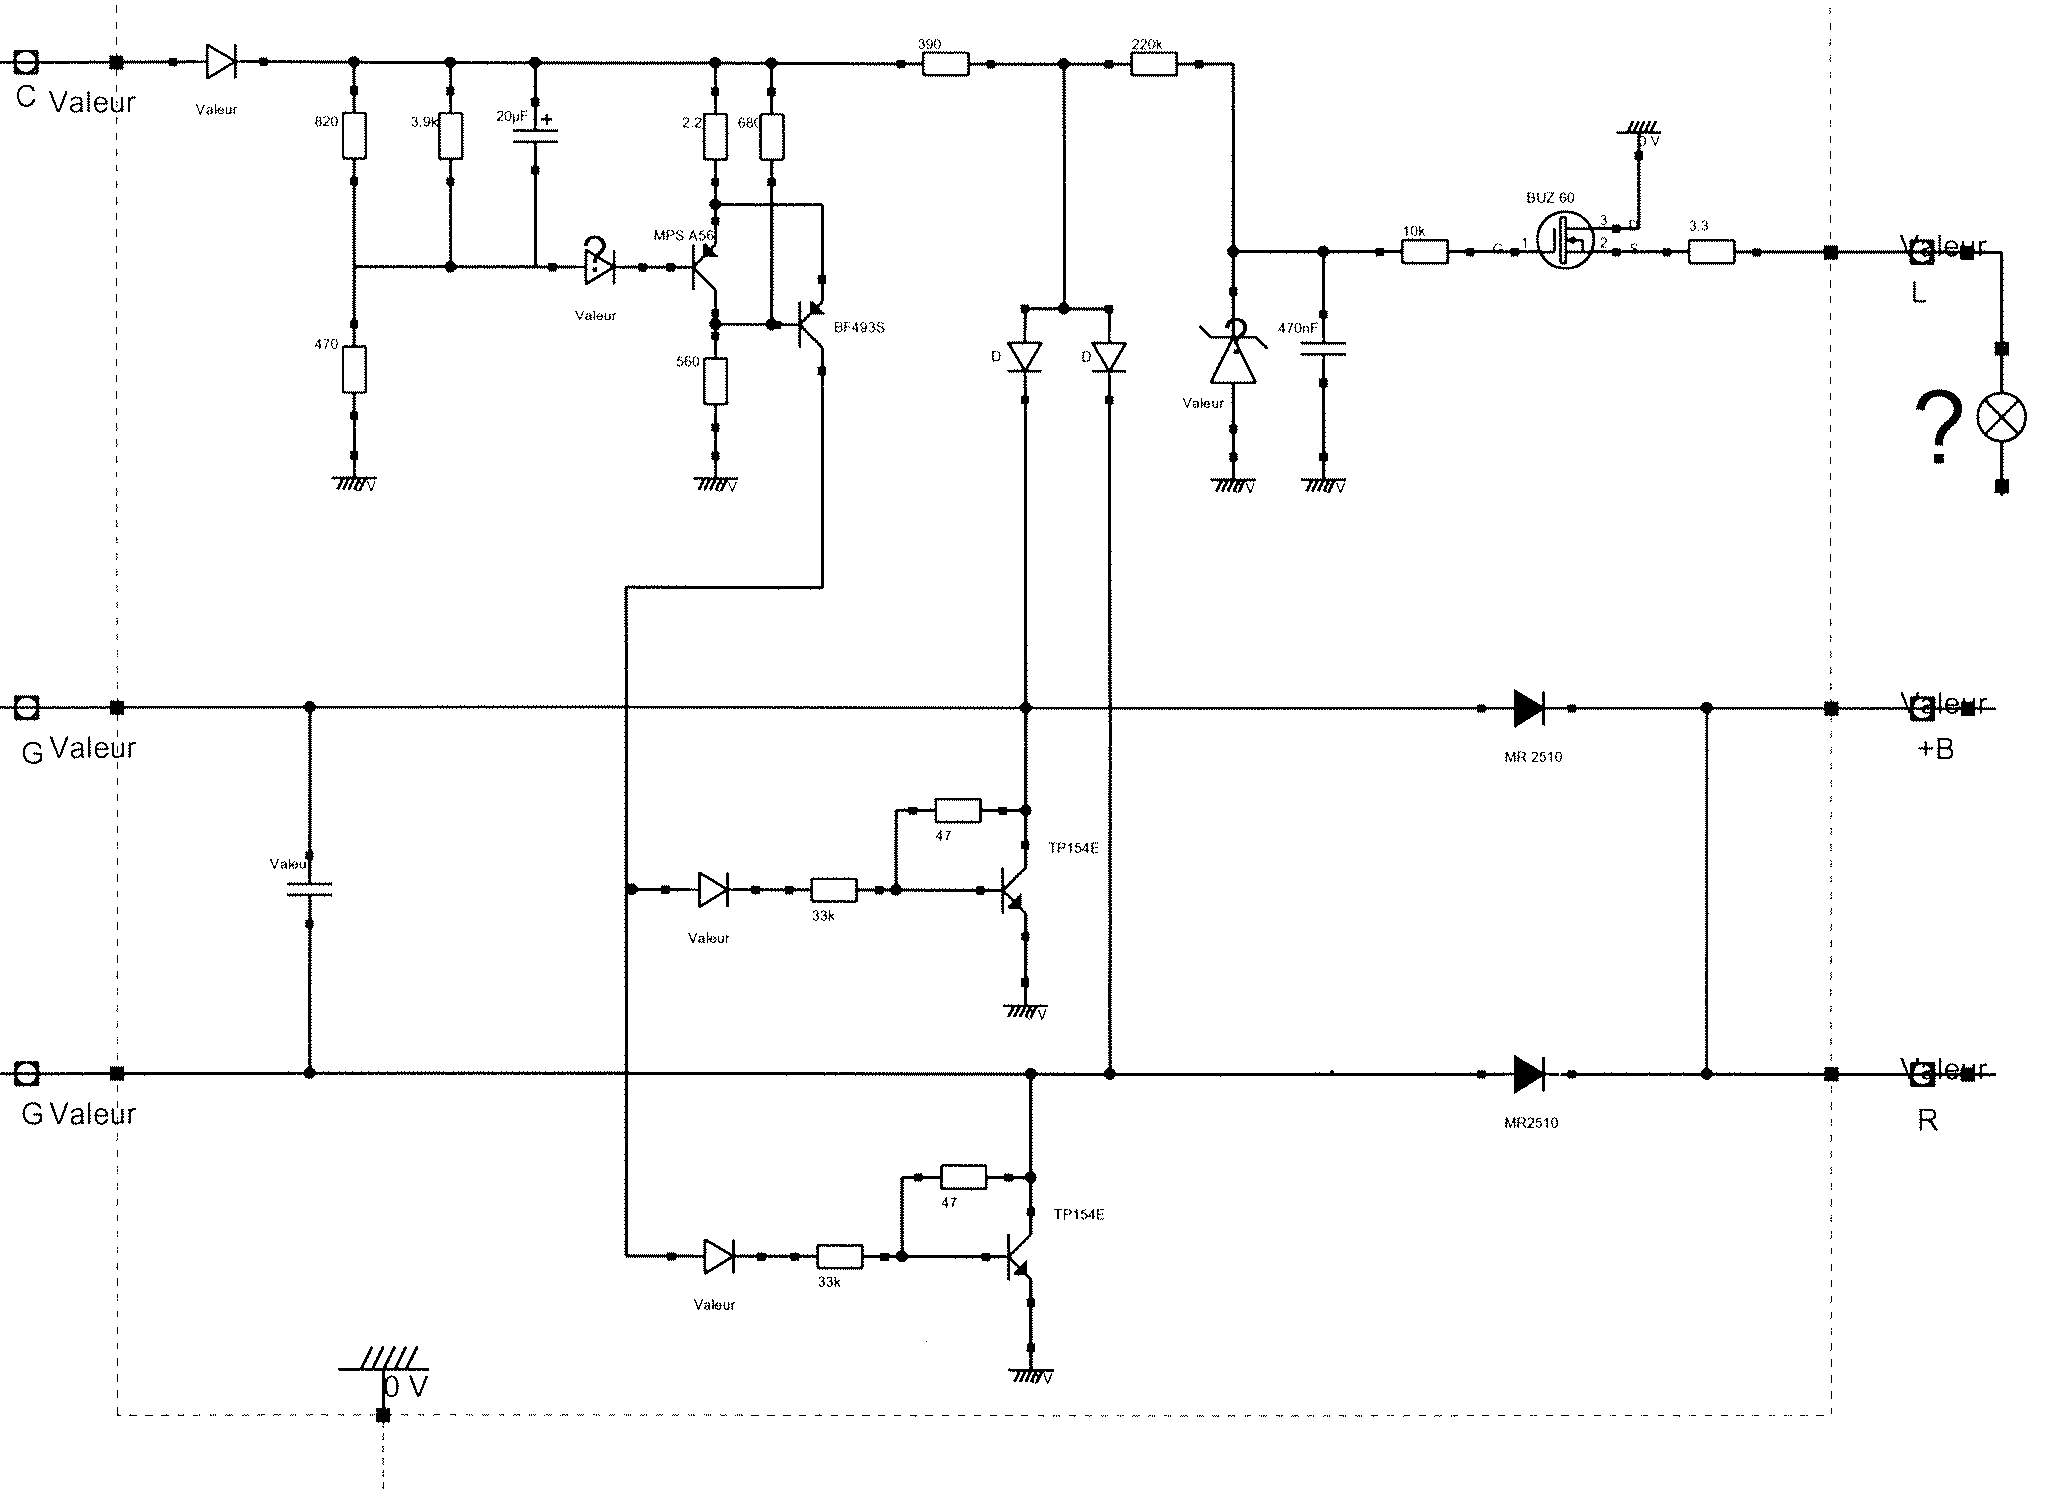 390
220k
C Valeur
Valeur
820
3.9k
20µF
+
2.2
0 V
BUZ 60
MPS A56
3
D
3.3
G
1
2
S
Valeur
L
Valeur
470
BF493S
470nF
10k
560
D
D
Valeur
?
V
V
V
V
Valeur
G Valeur
+B
MR 2510
47
TP154E
Valeur
33k
Valeur
V
Valeur
G Valeur
R
MR2510
47
TP154E
33k
Valeur
V
0 V